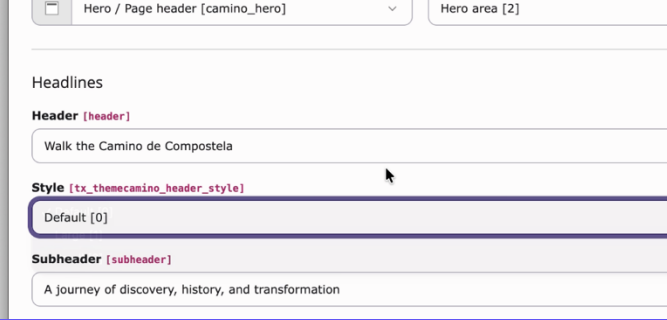 Hero / Page header [camino_hero]
Hero area [2]
Headlines
Header [header]
Walk the Camino de Compostela
Style [tx_themecamino_header_style]
Default [0]
Subheader [subheader]
A journey of discovery, history, and transformation